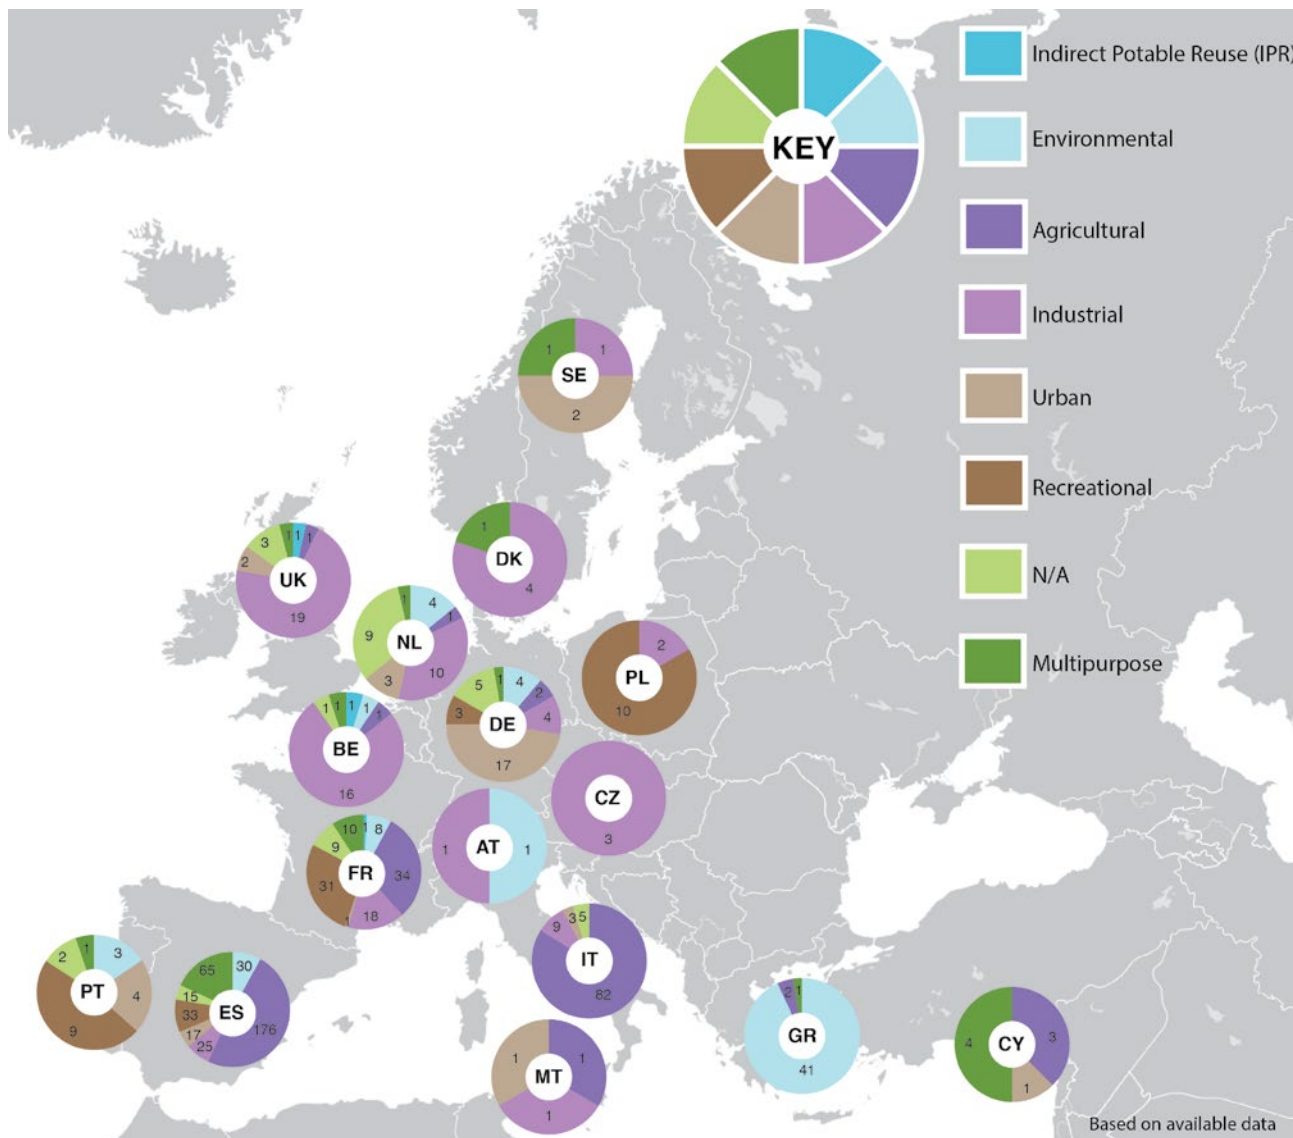 KEY
Indirect Potable Reuse (IPR)
Environmental
Agricultural
Industrial
Urban
Recreational
N/A
Multipurpose
1 1
SE
2
1
DK
4
1 1 1
3
2
UK
19
1 4
1
9
NL
3 10
2
PL
10
1 4
5 2
3 DE 4
17
1 1 1 1 1
BE
16
CZ
3
1 AT 1
10 1 8
9
FR
31 34
1 18
9 3 5
IT
82
1 3
2
PT
4
9
65 30
15
33 ES
17 176
25
2 1
GR
41
4 CY 3
1
1 1
MT
1
Based on available data